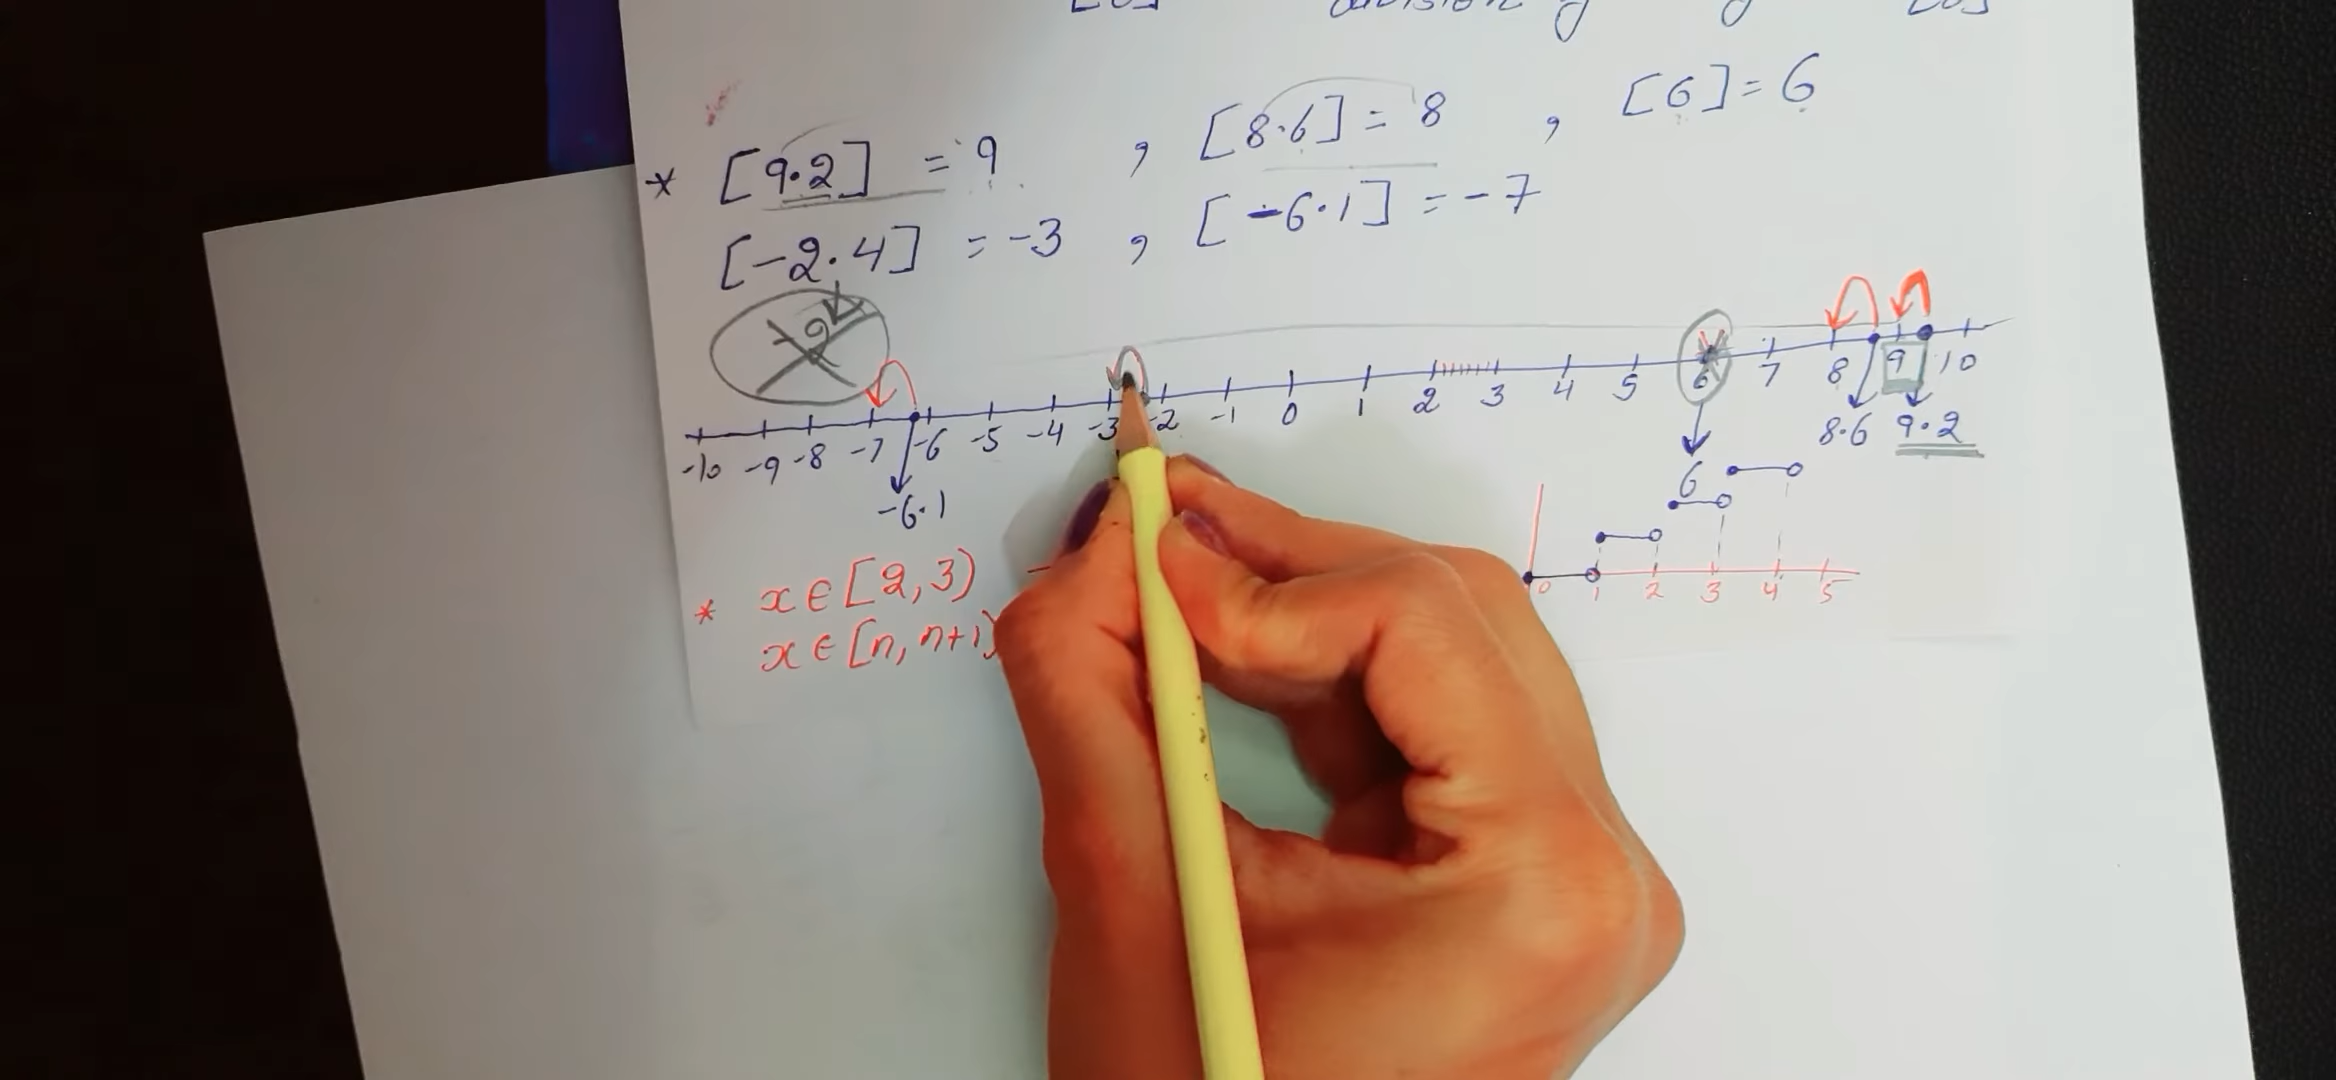 * [9.2] = 9 , [8.6] = 8 , [6] = 6
[-2.4] = -3 , [-6.1] = -7
-10 -9 -8 -7 -6 -5 -4 -3 -2 -1 0 1 2 3 4 5 6 7 8 9 10
-6.1 6 8.6 9.2
* x ∈ [2, 3)
x ∈ [n, n+1)
0 1 2 3 4 5